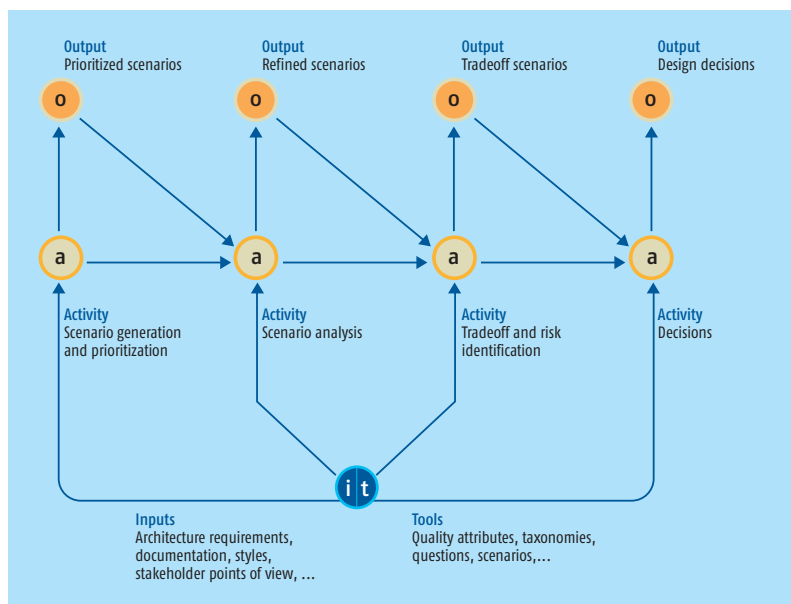 Output
Prioritized scenarios
Output
Refined scenarios
Output
Tradeoff scenarios
Output
Design decisions
o
o
o
o
a
a
a
a
Activity
Scenario generation
and prioritization
Activity
Scenario analysis
Activity
Tradeoff and risk
identification
Activity
Decisions
i t
Inputs
Architecture requirements,
documentation, styles,
stakeholder points of view, ...
Tools
Quality attributes, taxonomies,
questions, scenarios,...